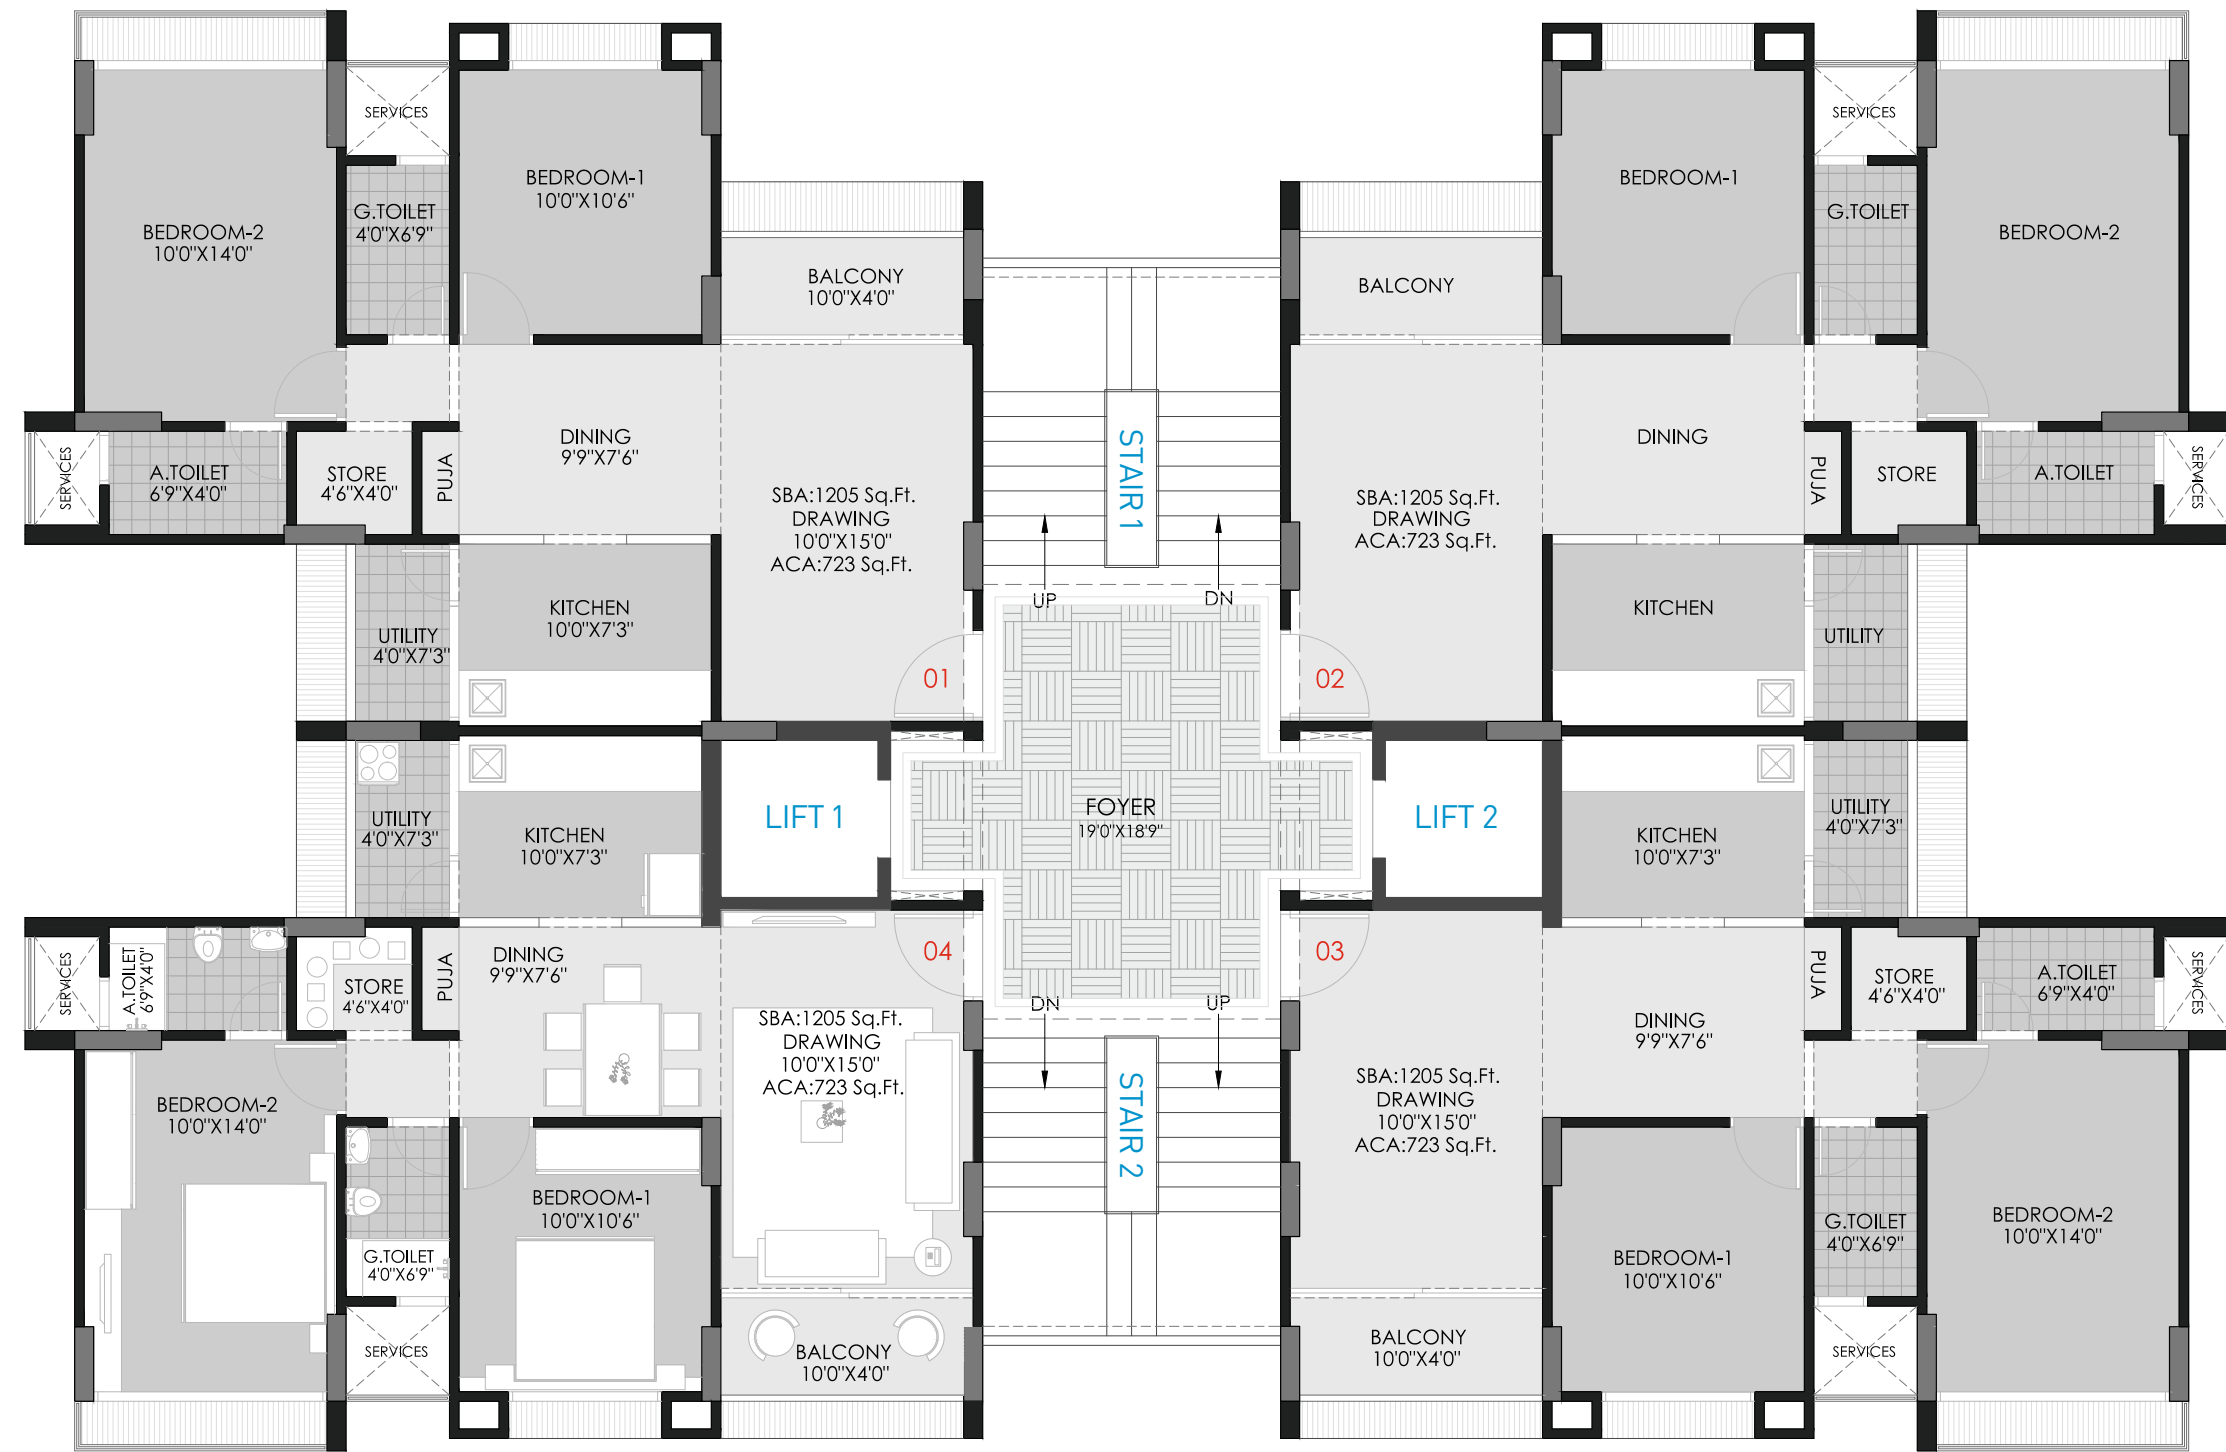 SERVICES
BEDROOM-1
10'0"X10'6"
G.TOILET
4'0"X6'9"
BEDROOM-2
10'0"X14'0"
BALCONY
10'0"X4'0"
SERVICES
A.TOILET
6'9"X4'0"
STORE
4'6"X4'0"
PUJA
DINING
9'9"X7'6"
SBA:1205 Sq.Ft.
DRAWING
10'0"X15'0"
ACA:723 Sq.Ft.
KITCHEN
10'0"X7'3"
UTILITY
4'0"X7'3"
01
STAIR 1
UP
DN
SERVICES
BEDROOM-1
G.TOILET
BEDROOM-2
BALCONY
DINING
PUJA
STORE
A.TOILET
SERVICES
SBA:1205 Sq.Ft.
DRAWING
ACA:723 Sq.Ft.
KITCHEN
UTILITY
02
LIFT 1
FOYER
19'0"X18'9"
LIFT 2
UTILITY
4'0"X7'3"
KITCHEN
10'0"X7'3"
04
SERVICES
A.TOILET
6'9"X4'0"
STORE
4'6"X4'0"
PUJA
DINING
9'9"X7'6"
SBA:1205 Sq.Ft.
DRAWING
10'0"X15'0"
ACA:723 Sq.Ft.
BEDROOM-2
10'0"X14'0"
BEDROOM-1
10'0"X10'6"
G.TOILET
4'0"X6'9"
SERVICES
BALCONY
10'0"X4'0"
DN
UP
STAIR 2
KITCHEN
10'0"X7'3"
UTILITY
4'0"X7'3"
03
DINING
9'9"X7'6"
PUJA
STORE
4'6"X4'0"
A.TOILET
6'9"X4'0"
SERVICES
SBA:1205 Sq.Ft.
DRAWING
10'0"X15'0"
ACA:723 Sq.Ft.
G.TOILET
4'0"X6'9"
BEDROOM-2
10'0"X14'0"
BEDROOM-1
10'0"X10'6"
BALCONY
10'0"X4'0"
SERVICES